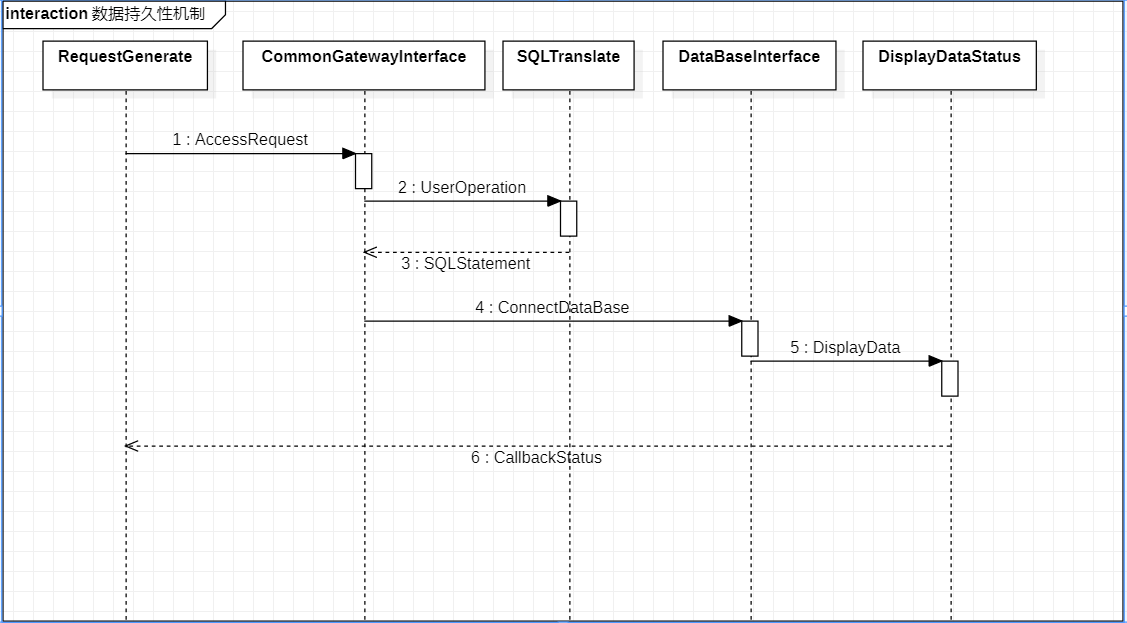 interaction 数据持久性机制
RequestGenerate
CommonGatewayInterface
SQLTranslate
DataBaseInterface
DisplayDataStatus
1 : AccessRequest
2 : UserOperation
3 : SQLStatement
4 : ConnectDataBase
5 : DisplayData
6 : CallbackStatus